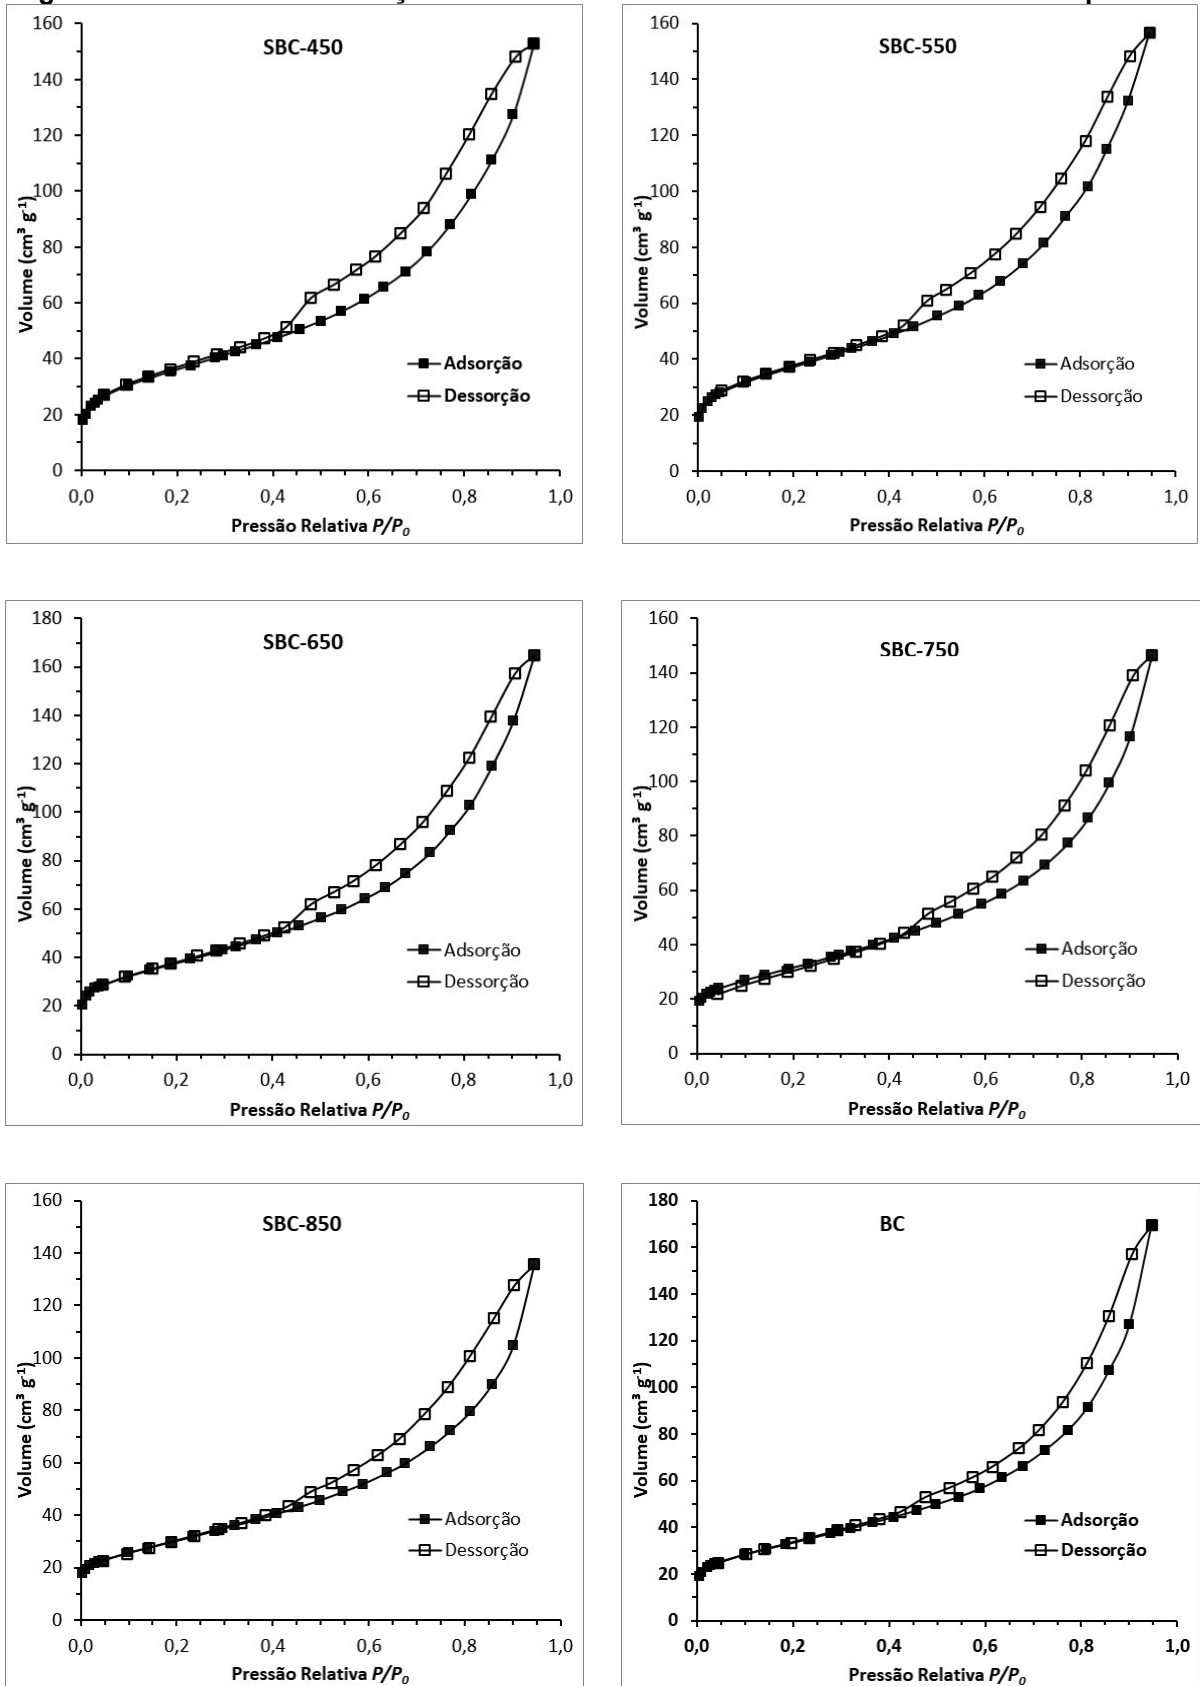 SBC-450
160
140
120
100
80
60
40
20
0
Volume (cm³ g⁻¹)
Adsorção
Dessorção
0,0 0,2 0,4 0,6 0,8 1,0
Pressão Relativa P/P₀
SBC-550
160
140
120
100
80
60
40
20
0
Volume (cm³ g⁻¹)
Adsorção
Dessorção
0,0 0,2 0,4 0,6 0,8 1,0
Pressão Relativa P/P₀
SBC-650
180
160
140
120
100
80
60
40
20
0
Volume (cm³ g⁻¹)
Adsorção
Dessorção
0,0 0,2 0,4 0,6 0,8 1,0
Pressão Relativa P/P₀
SBC-750
160
140
120
100
80
60
40
20
0
Volume (cm³ g⁻¹)
Adsorção
Dessorção
0,0 0,2 0,4 0,6 0,8 1,0
Pressão Relativa P/P₀
SBC-850
160
140
120
100
80
60
40
20
0
Volume (cm³ g⁻¹)
Adsorção
Dessorção
0,0 0,2 0,4 0,6 0,8 1,0
Pressão Relativa P/P₀
BC
180
160
140
120
100
80
60
40
20
0
Volume (cm³ g⁻¹)
Adsorção
Dessorção
0,0 0,2 0,4 0,6 0,8 1,0
Pressão Relativa P/P₀